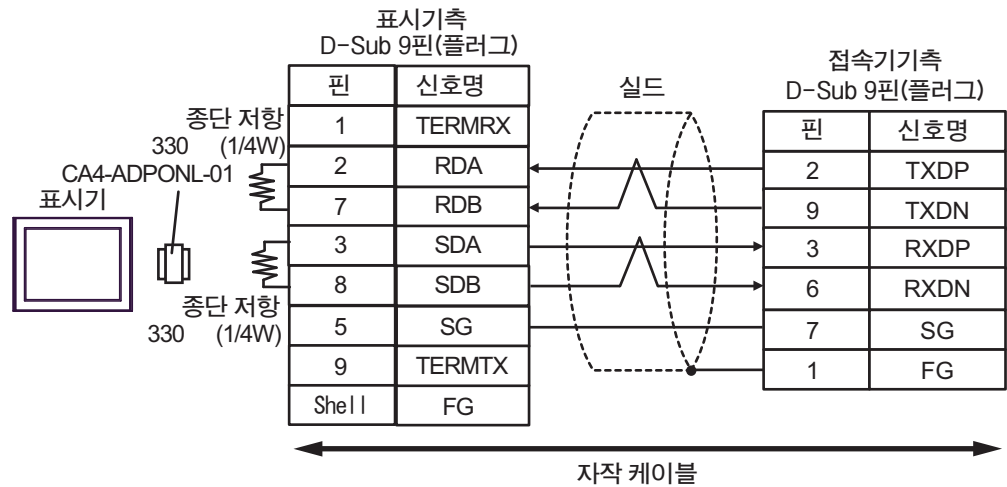 표시기측
D-Sub 9핀(플러그)
접속기기측
D-Sub 9핀(플러그)
실드
종단 저항
330 (1/4W)
CA4-ADPONL-01
표시기
종단 저항
330 (1/4W)
핀 신호명
1 TERMRX
2 RDA
7 RDB
3 SDA
8 SDB
5 SG
9 TERMTX
Shell FG
핀 신호명
2 TXDP
9 TXDN
3 RXDP
6 RXDN
7 SG
1 FG
자작 케이블